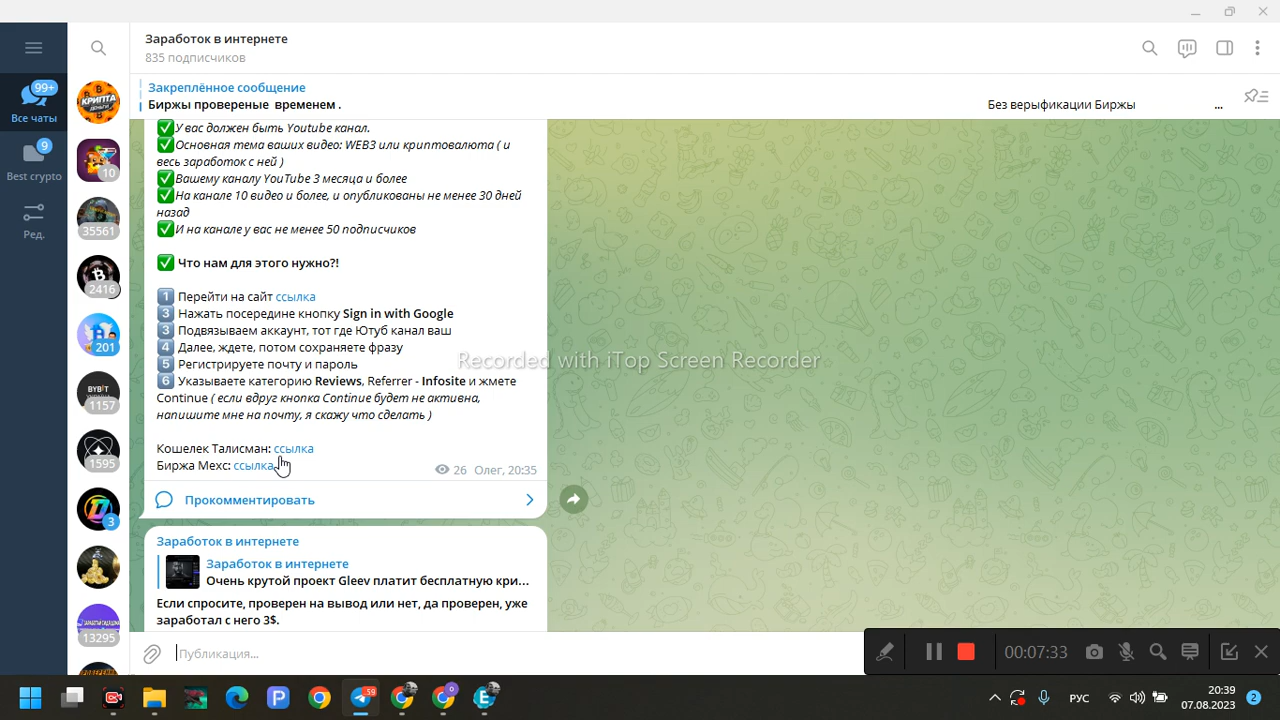 Заработок в интернете
835 подписчиков
Закреплённое сообщение
Биржы провереные временем .
Без верыфикации Биржы
...
99+
Все чаты
9
Best crypto
Ред.
КРИПТА
ДЕНЬГИ
10
35561
2416
201
BYBIT
1157
1595
3
13295
✅У вас должен быть Youtube канал.
✅Основная тема ваших видео: WEB3 или криптовалюта ( и
весь заработок с ней )
✅Вашему каналу YouTube 3 месяца и более
✅На канале 10 видео и более, и опубликованы не менее 30 дней
назад
✅И на канале у вас не менее 50 подписчиков
✅ Что нам для этого нужно?!
1️⃣ Перейти на сайт ссылка
3️⃣ Нажать посередине кнопку Sign in with Google
3️⃣ Подвязываем аккаунт, тот где Ютуб канал ваш
4️⃣ Далее, ждете, потом сохраняете фразу
5️⃣ Регистрируете почту и пароль
6️⃣ Указываете категорию Reviews, Referrer - Infosite и жмете
Continue ( если вдруг кнопка Continue будет не активна,
напишите мне на почту, я скажу что сделать )
Кошелек Талисман: ссылка
Биржа Мехс: ссылка
26 Олег, 20:35
Прокомментировать
Recorded with iTop Screen Recorder
Заработок в интернете
Заработок в интернете
Очень крутой проект Gleev платит бесплатную кри...
Если спросите, проверен на вывод или нет, да проверен, уже
заработал с него 3$.
Публикация...
00:07:33
59
РУС
20:39
07.08.2023
2